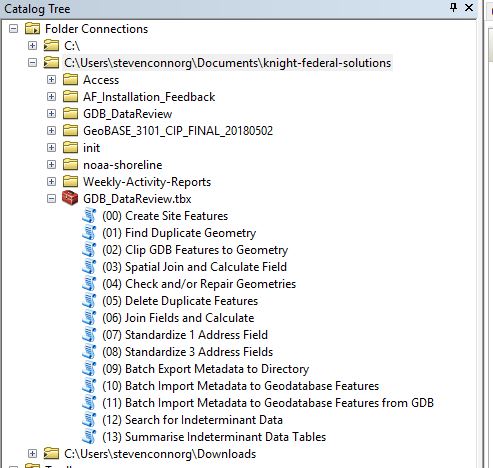 Catalog Tree
Folder Connections
C:\
C:\Users\stevenconnorg\Documents\knight-federal-solutions
Access
AF_Installation_Feedback
GDB_DataReview
GeoBASE_3101_CIP_FINAL_20180502
init
noaa-shoreline
Weekly-Activity-Reports
GDB_DataReview.tbx
(00) Create Site Features
(01) Find Duplicate Geometry
(02) Clip GDB Features to Geometry
(03) Spatial Join and Calculate Field
(04) Check and/or Repair Geometries
(05) Delete Duplicate Features
(06) Join Fields and Calculate
(07) Standardize 1 Address Field
(08) Standardize 3 Address Fields
(09) Batch Export Metadata to Directory
(10) Batch Import Metadata to Geodatabase Features
(11) Batch Import Metadata to Geodatabase Features from GDB
(12) Search for Indeterminant Data
(13) Summarise Indeterminant Data Tables
C:\Users\stevenconnorg\Downloads